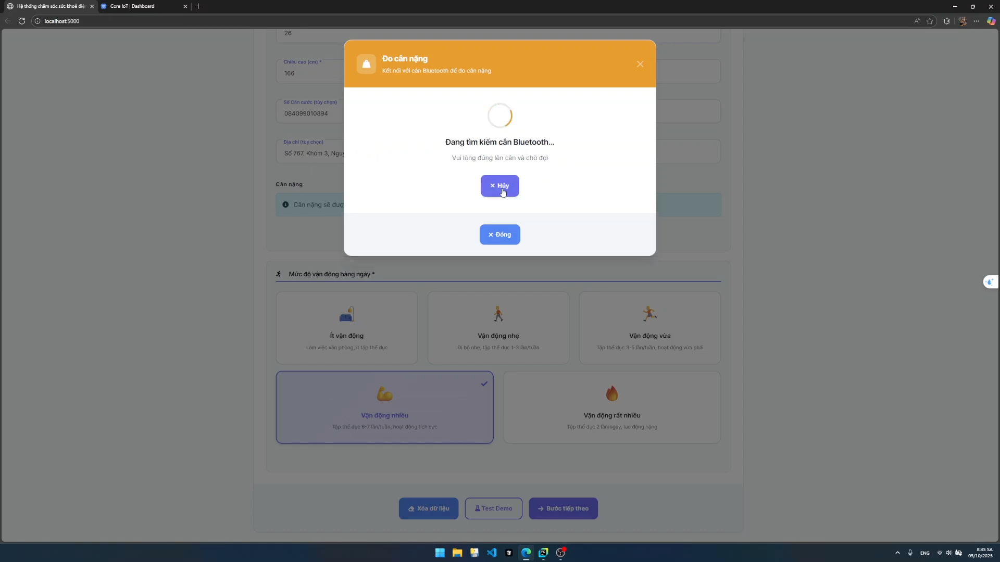 Hệ thống chăm sóc sức khoẻ điệ
Core IoT | Dashboard
localhost:5000
26
Đo cân nặng
Kết nối với cân Bluetooth để đo cân nặng
Chiều cao (cm) *
166
Số Căn cước (tùy chọn)
084099010894
Đang tìm kiếm cân Bluetooth...
Vui lòng đứng lên cân và chờ đợi
Địa chỉ (tùy chọn)
Số 767, Khóm 3, Nguy
Hủy
Cân nặng
Cân nặng sẽ đượ
Đóng
Mức độ vận động hàng ngày *
Ít vận động
Làm việc văn phòng, ít tập thể dục
Vận động nhẹ
Đi bộ nhẹ, tập thể dục 1-3 lần/tuần
Vận động vừa
Tập thể dục 3-5 lần/tuần, hoạt động vừa phải
Vận động nhiều
Tập thể dục 6-7 lần/tuần, hoạt động tích cực
Vận động rất nhiều
Tập thể dục 2 lần/ngày, lao động nặng
Xóa dữ liệu
Test Demo
Bước tiếp theo
ENG
8:45 SA
05/10/2025